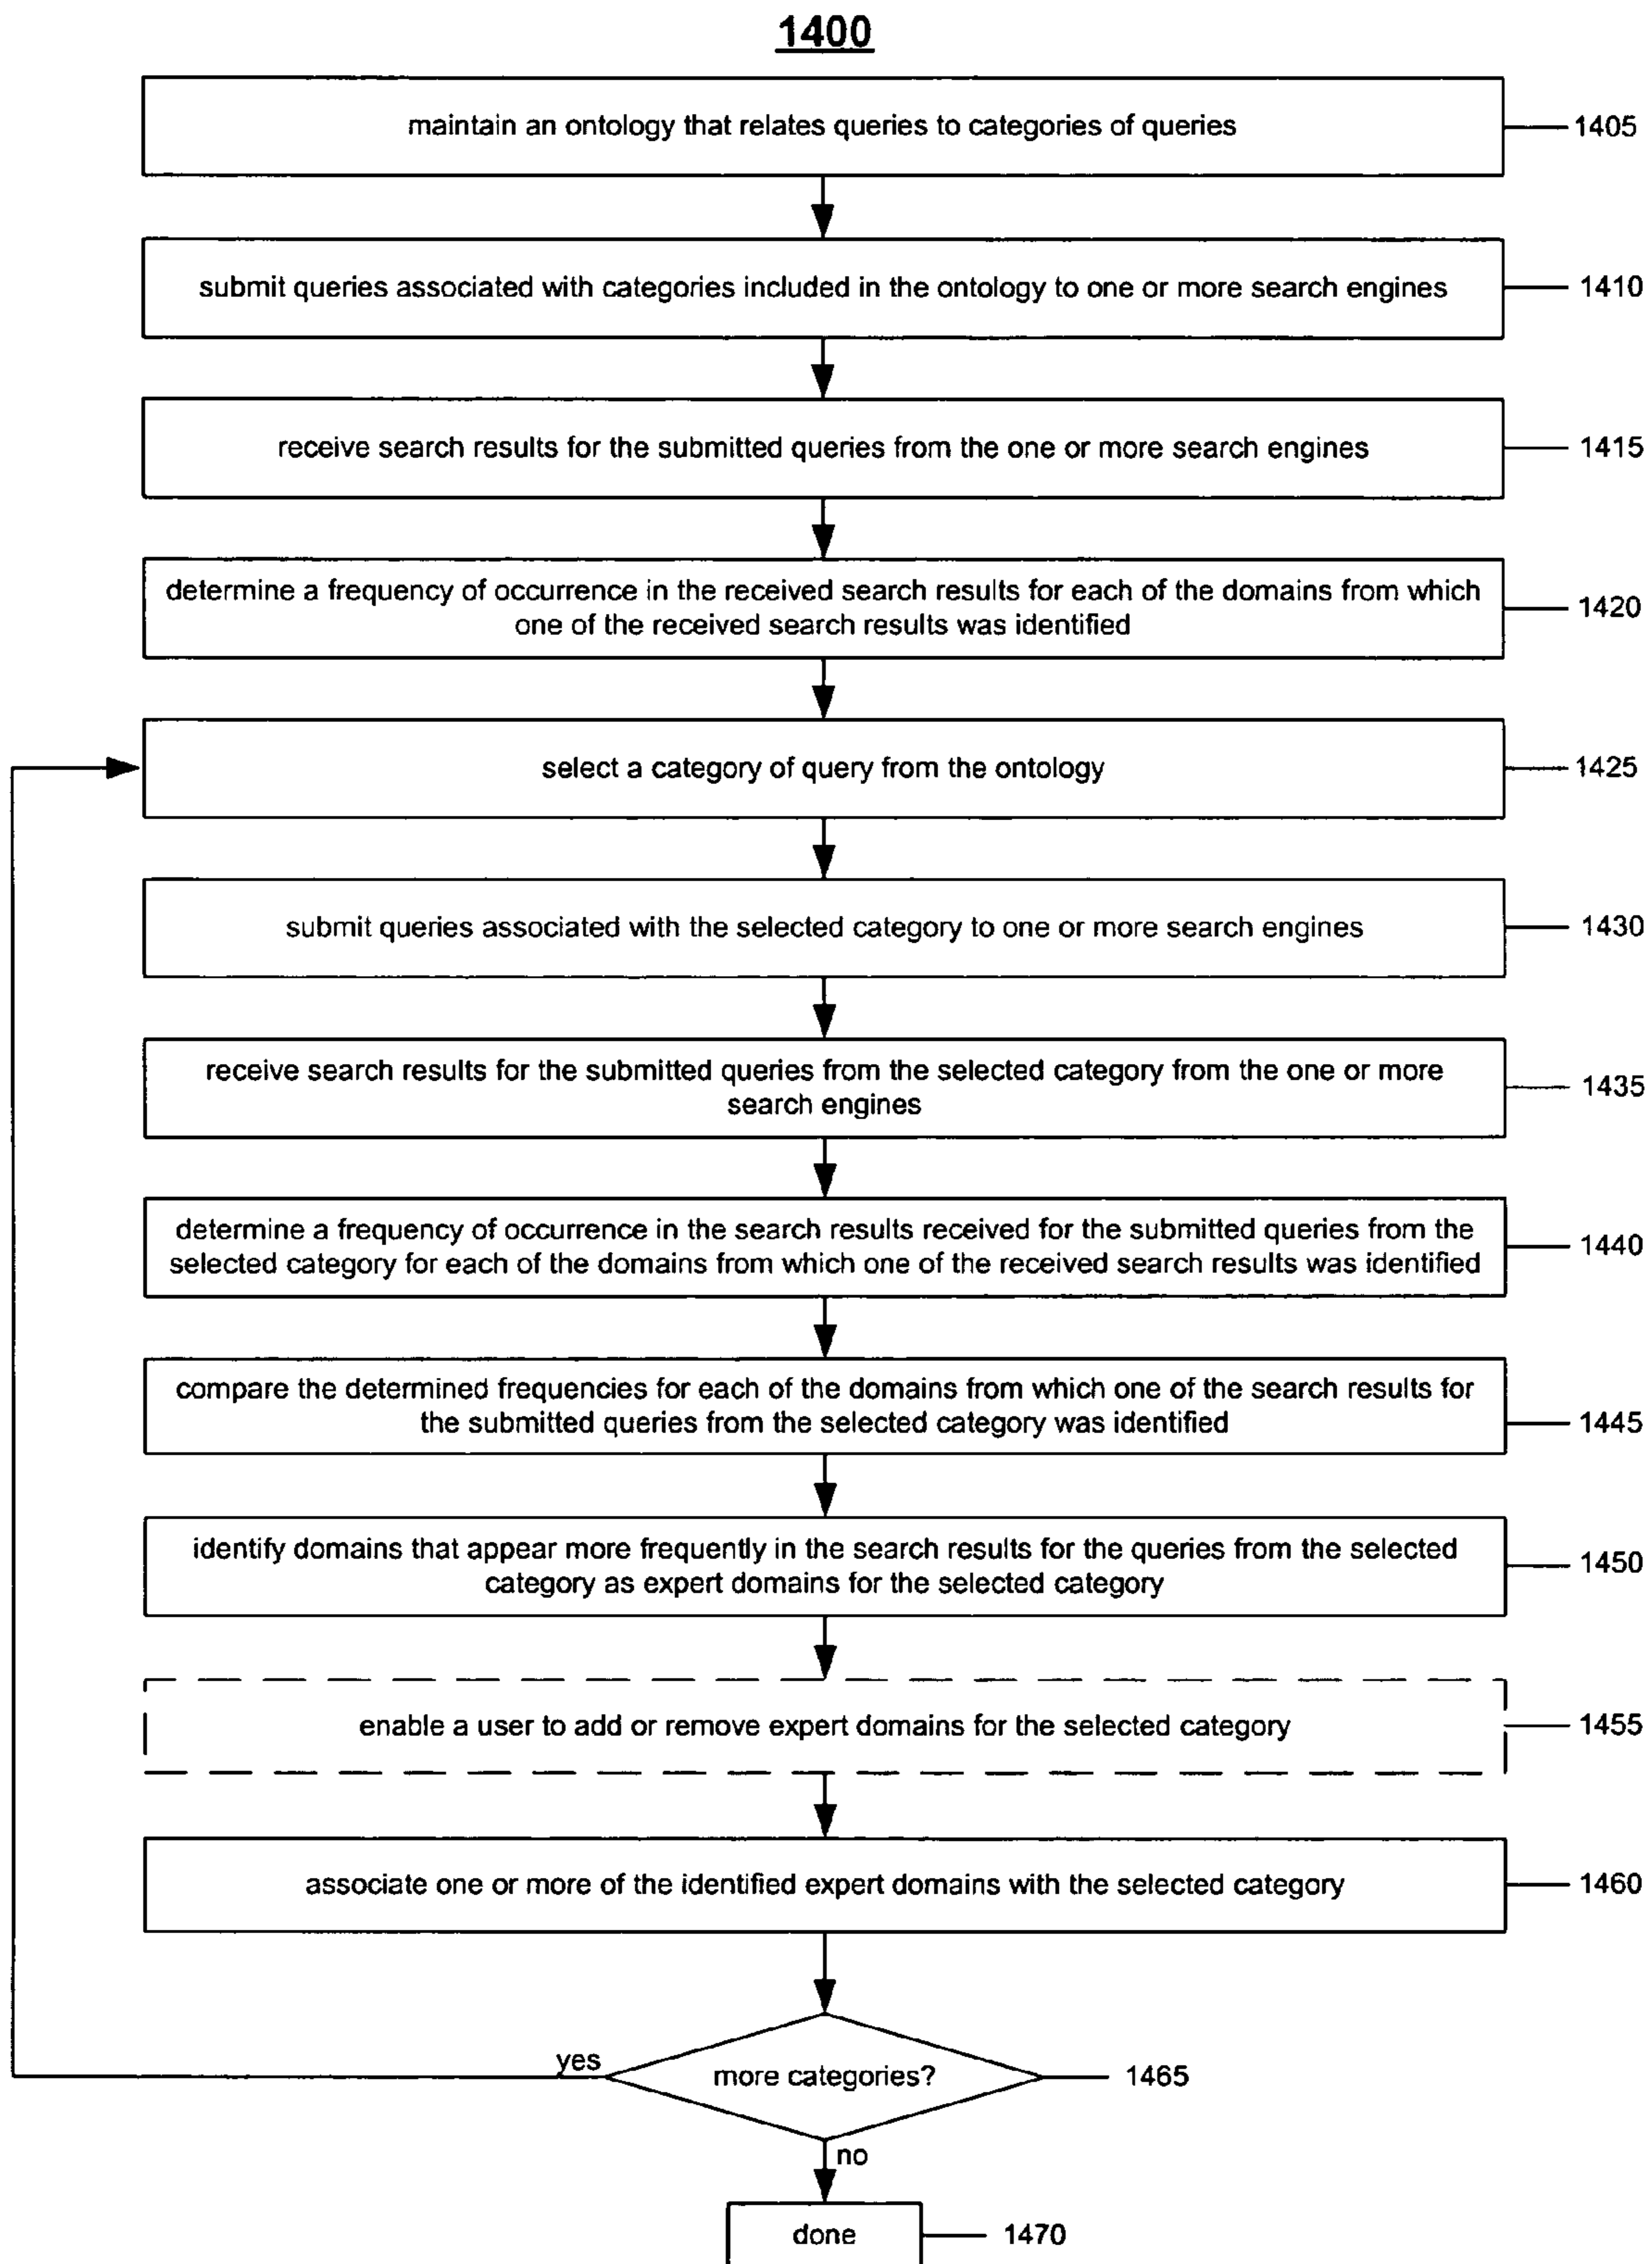 1400
maintain an ontology that relates queries to categories of queries
1405
submit queries associated with categories included in the ontology to one or more search engines
1410
receive search results for the submitted queries from the one or more search engines
1415
determine a frequency of occurrence in the received search results for each of the domains from which
one of the received search results was identified
1420
select a category of query from the ontology
1425
submit queries associated with the selected category to one or more search engines
1430
receive search results for the submitted queries from the selected category from the one or more
search engines
1435
determine a frequency of occurrence in the search results received for the submitted queries from the
selected category for each of the domains from which one of the received search results was identified
1440
compare the determined frequencies for each of the domains from which one of the search results for
the submitted queries from the selected category was identified
1445
identify domains that appear more frequently in the search results for the queries from the selected
category as expert domains for the selected category
1450
enable a user to add or remove expert domains for the selected category
1455
associate one or more of the identified expert domains with the selected category
1460
yes
more categories?
1465
no
done
1470